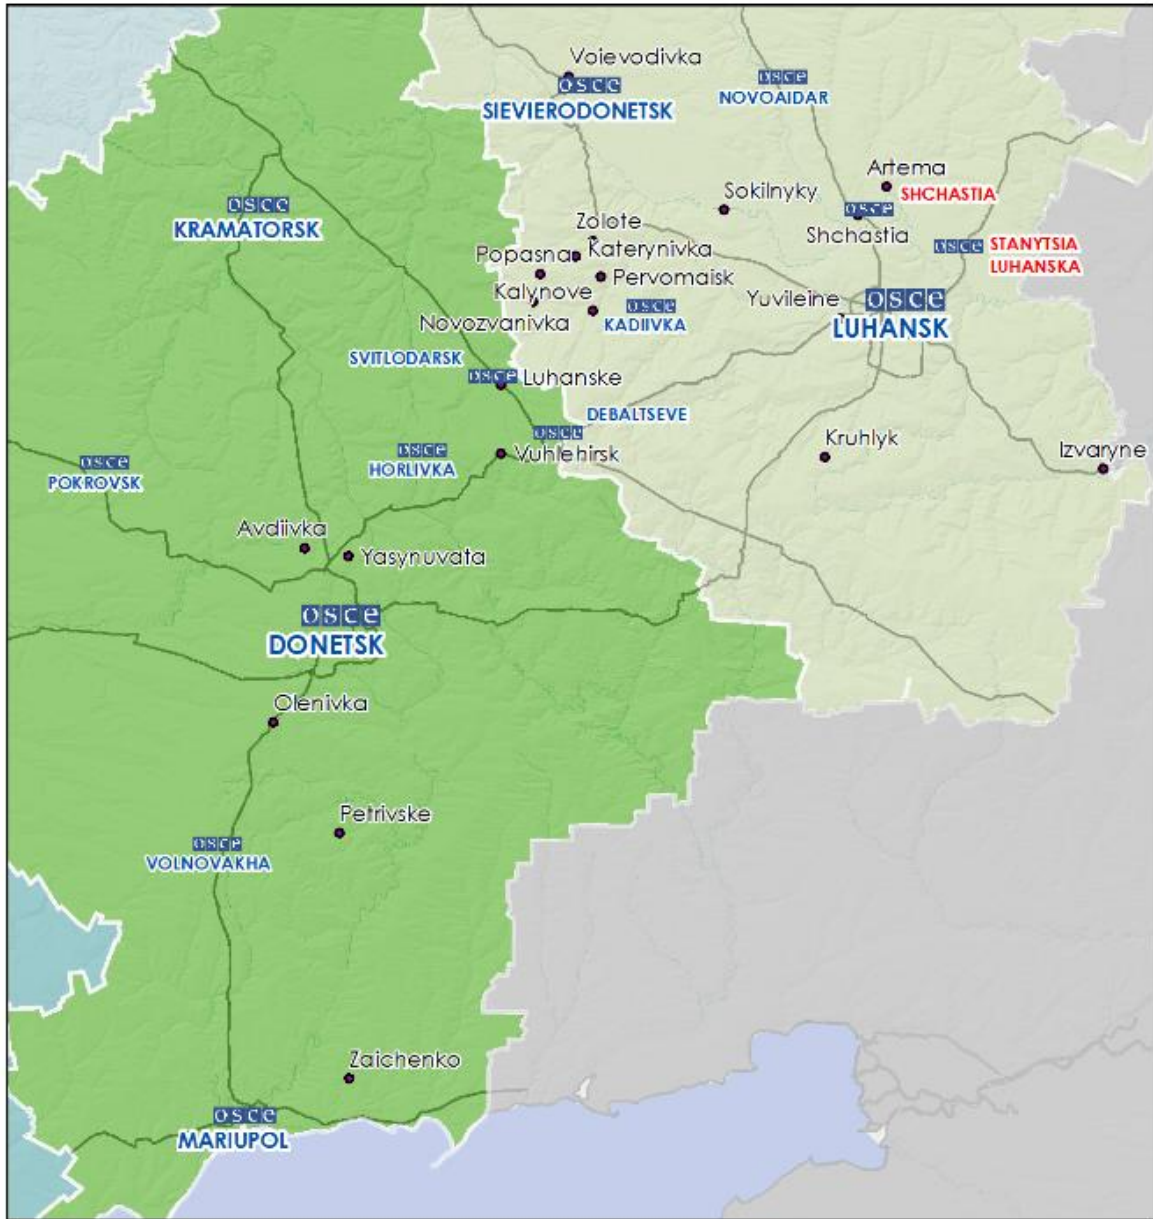 Voievodivka
osce
SIEVIERODONETSK
osce
NOVOAIDAR
Artema
SHCHASTIA
osce
KRAMATORSK
Sokilnyky
osce
Shchastia
Zolote
Katerynivka
osce
STANYTSIA
LUHANSKA
Popasna
Pervomaisk
Kalynove
Yuvileine
osce
LUHANSK
Novozvanivka
osce
KADIIVKA
SVITLODARSK
osce
Luhanske
DEBALTSEVE
osce
Vuhlehirsk
Kruhlyk
Izvaryne
osce
HORLIVKA
osce
POKROVSK
Avdiivka
Yasynuvata
osce
DONETSK
Olenivka
Petrivske
osce
VOLNOVAKHA
Zaichenko
osce
MARIUPOL